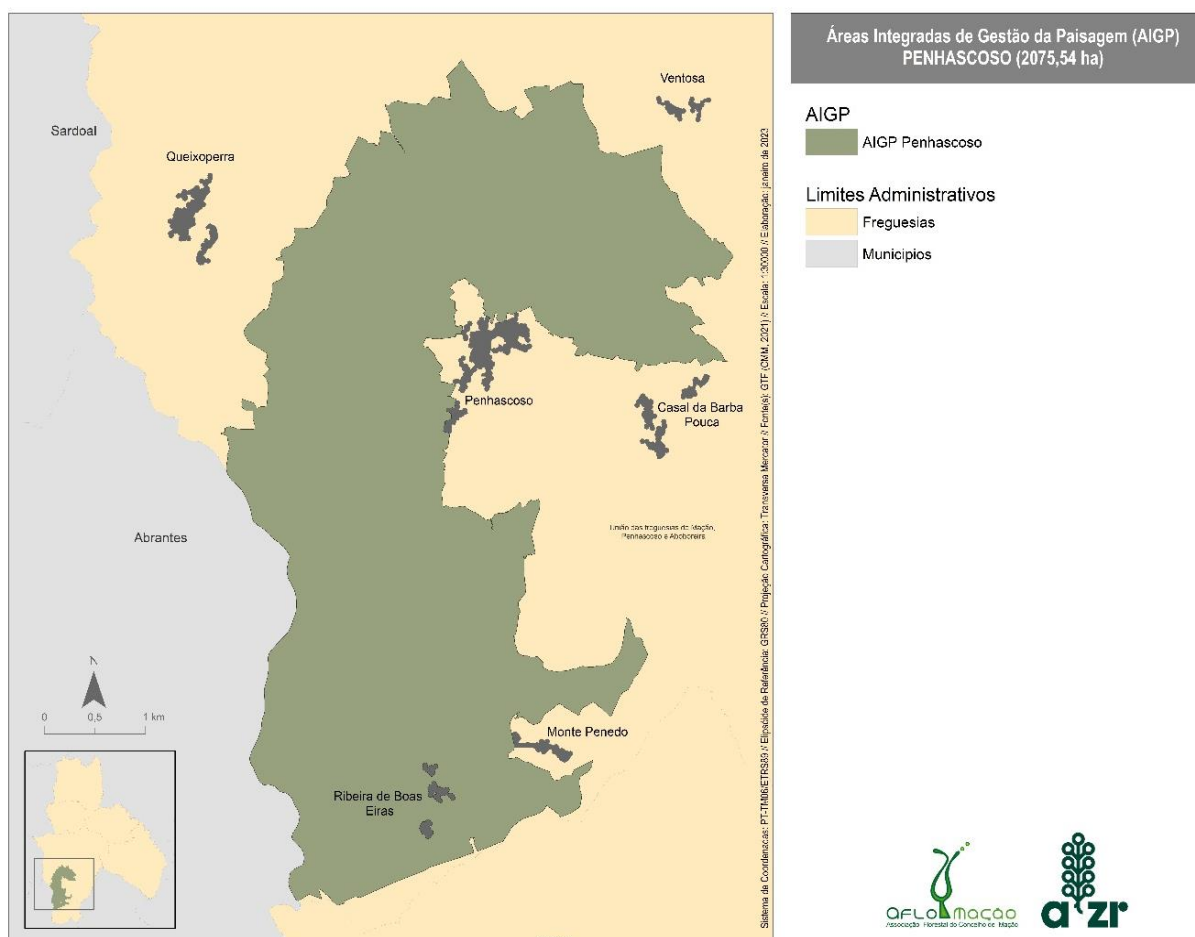 Áreas Integradas de Gestão da Paisagem (AIGP)
PENHASCOSO (2075,54 ha)
AIGP
AIGP Penhascoso
Limites Administrativos
Freguesias
Municipios
Sardoal
Ventosa
Queixoperra
Penhascoso
Casal da Barba
Pouca
União das freguesias de Mação,
Penhascoso e Aboboreira
Abrantes
N
0 0,5 1 km
Monte Penedo
Ribeira de Boas
Eiras
Sistema de Coordenadas: PT-TM06/ETRS89 // Elipsóide de Referência: GRS80 // Projeção Cartográfica: Transversa Mercator // Fonte(s): GTF (CMM, 2021) // Escala: 1:30000 // Elaboração: janeiro de 2023
aflomação
Associação Florestal do Concelho de Mação
aizr